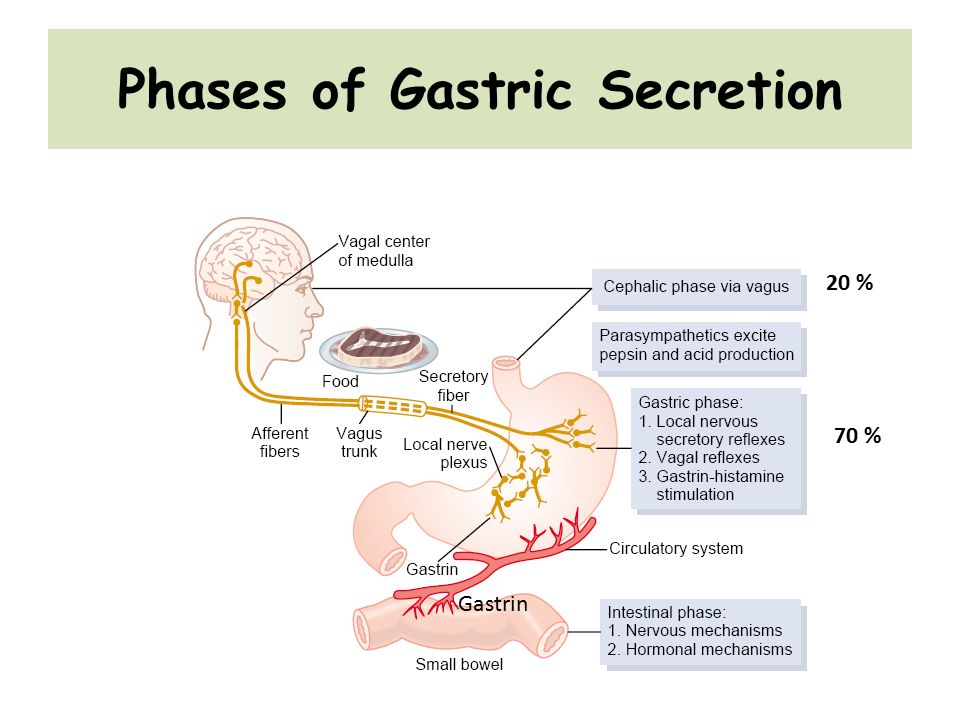 Phases of Gastric Secretion
Vagal center
of medulla
Cephalic phase via vagus
20 %
Parasympathetics excite
pepsin and acid production
Food
Secretory
fiber
Gastric phase:
1. Local nervous
secretory reflexes
2. Vagal reflexes
3. Gastrin-histamine
stimulation
70 %
Afferent
fibers
Vagus
trunk
Local nerve
plexus
Circulatory system
Gastrin
Gastrin
Intestinal phase:
1. Nervous mechanisms
2. Hormonal mechanisms
Small bowel